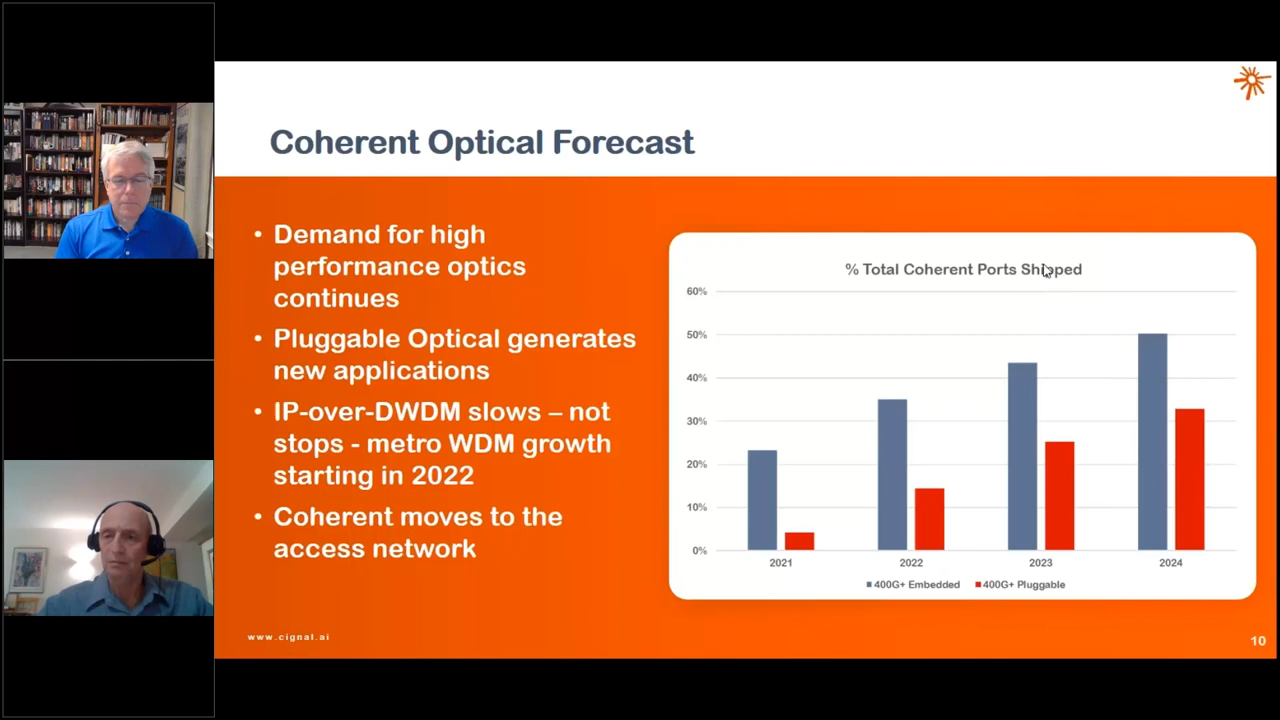 Coherent Optical Forecast
• Demand for high
performance optics
continues
• Pluggable Optical generates
new applications
• IP-over-DWDM slows – not
stops - metro WDM growth
starting in 2022
• Coherent moves to the
access network
% Total Coherent Ports Shipped
60%
50%
40%
30%
20%
10%
0%
2021 2022 2023 2024
400G+ Embedded 400G+ Pluggable
www.cignal.ai
10